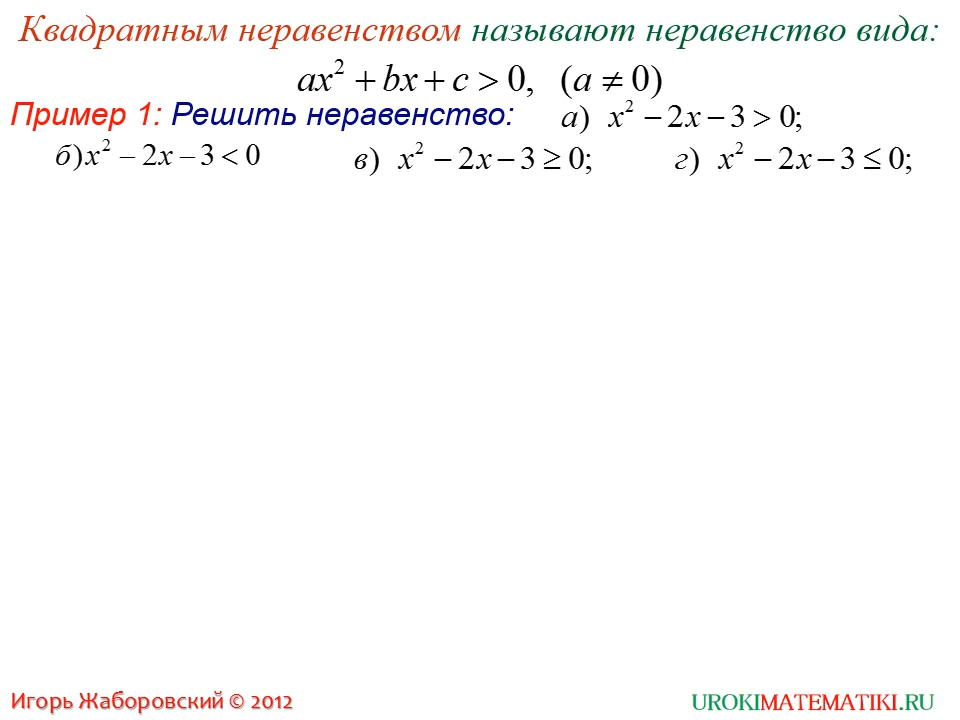 Квадратным неравенством называют неравенство вида:
ax² + bx + c > 0, (a ≠ 0)
Пример 1: Решить неравенство: а) x² − 2x − 3 > 0;
б) x² − 2x − 3 < 0 в) x² − 2x − 3 ≥ 0; г) x² − 2x − 3 ≤ 0;
Игорь Жаборовский © 2012 UROKIMATEMATIKI.RU